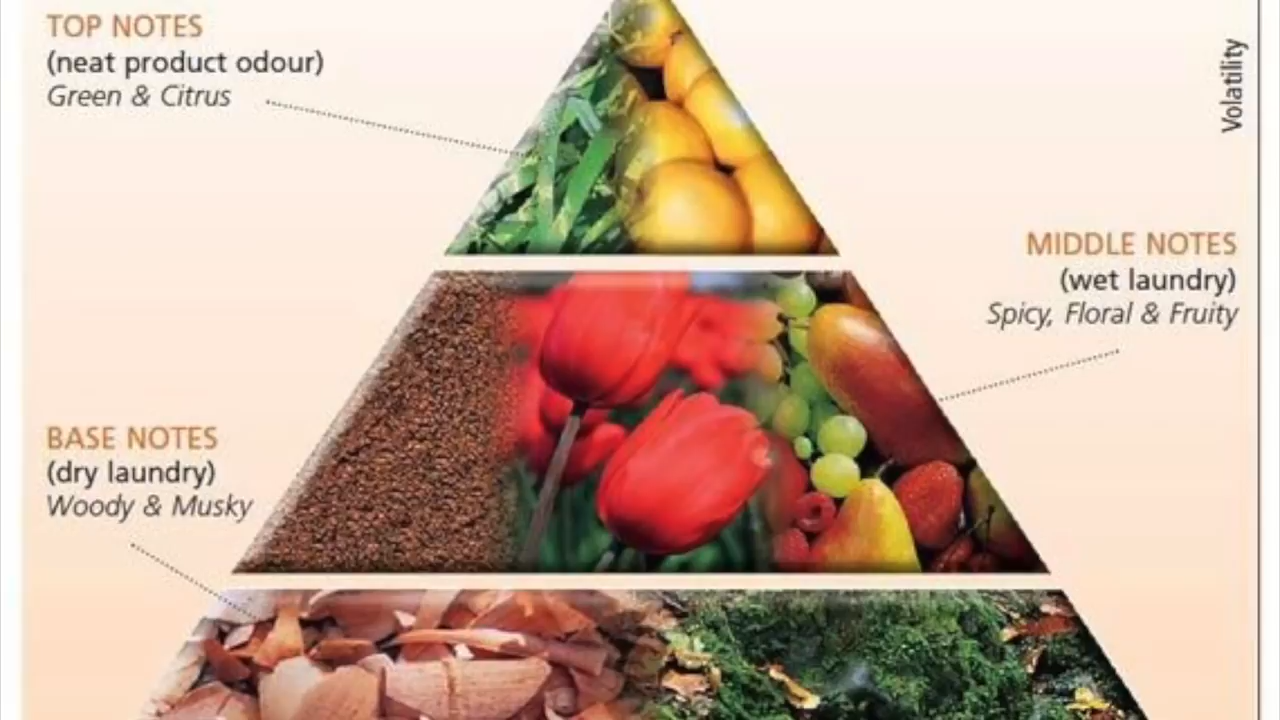 TOP NOTES
(neat product odour)
Green & Citrus
Volatility
MIDDLE NOTES
(wet laundry)
Spicy, Floral & Fruity
BASE NOTES
(dry laundry)
Woody & Musky